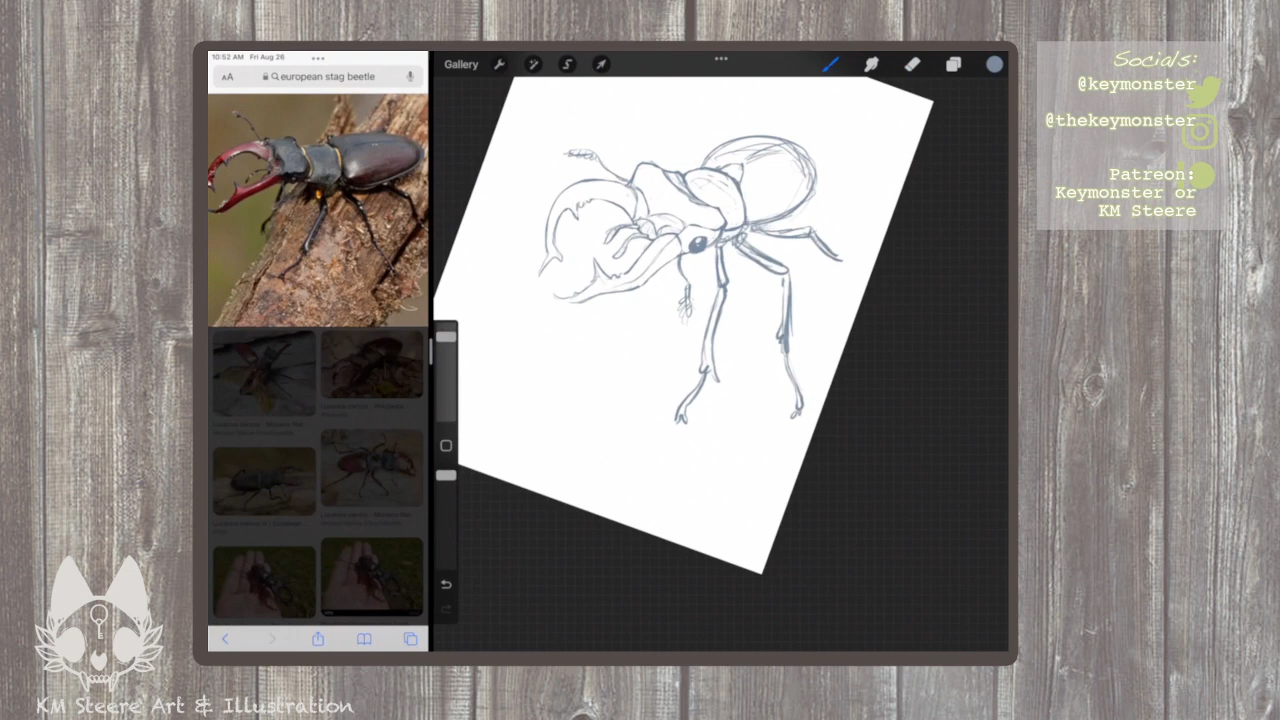 10:52 AM Fri Aug 26
AA
european stag beetle
Gallery
Socials:
@keymonster
@thekeymonster
Patreon:
Keymonster or
KM Steere
KM Steere Art & Illustration